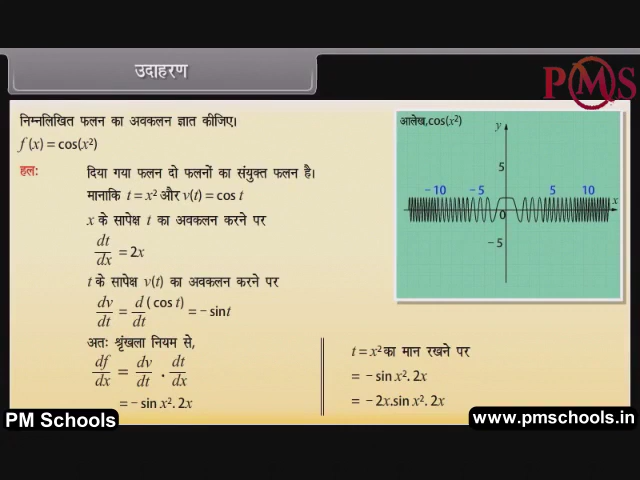 उदाहरण
PMS
निम्नलिखित फलन का अवकलन ज्ञात कीजिए।
f (x) = cos(x²)
हल:
दिया गया फलन दो फलनों का संयुक्त फलन है।
मानाकि t = x² और v(t) = cos t
x के सापेक्ष t का अवकलन करने पर
dt/dx = 2x
t के सापेक्ष v(t) का अवकलन करने पर
dv/dt = d/dt (cos t) = – sint
अतः श्रृंखला नियम से,
df/dx = dv/dt . dt/dx
= – sin x². 2x
t = x² का मान रखने पर
= – sin x². 2x
= – 2x.sin x². 2x
आलेख,cos(x²)
y
5
–10 –5 5 10 x
0
–5
PM Schools
www.pmschools.in